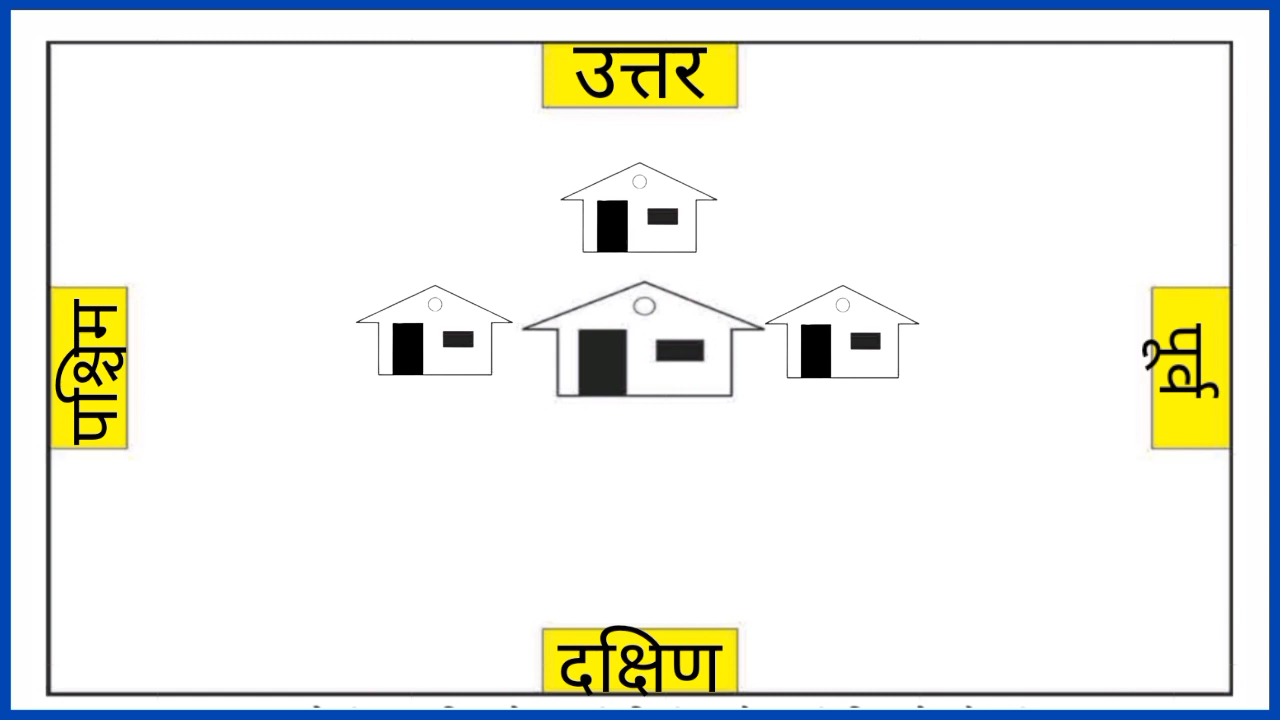 उत्तर
पश्चिम
पूर्व
दक्षिण